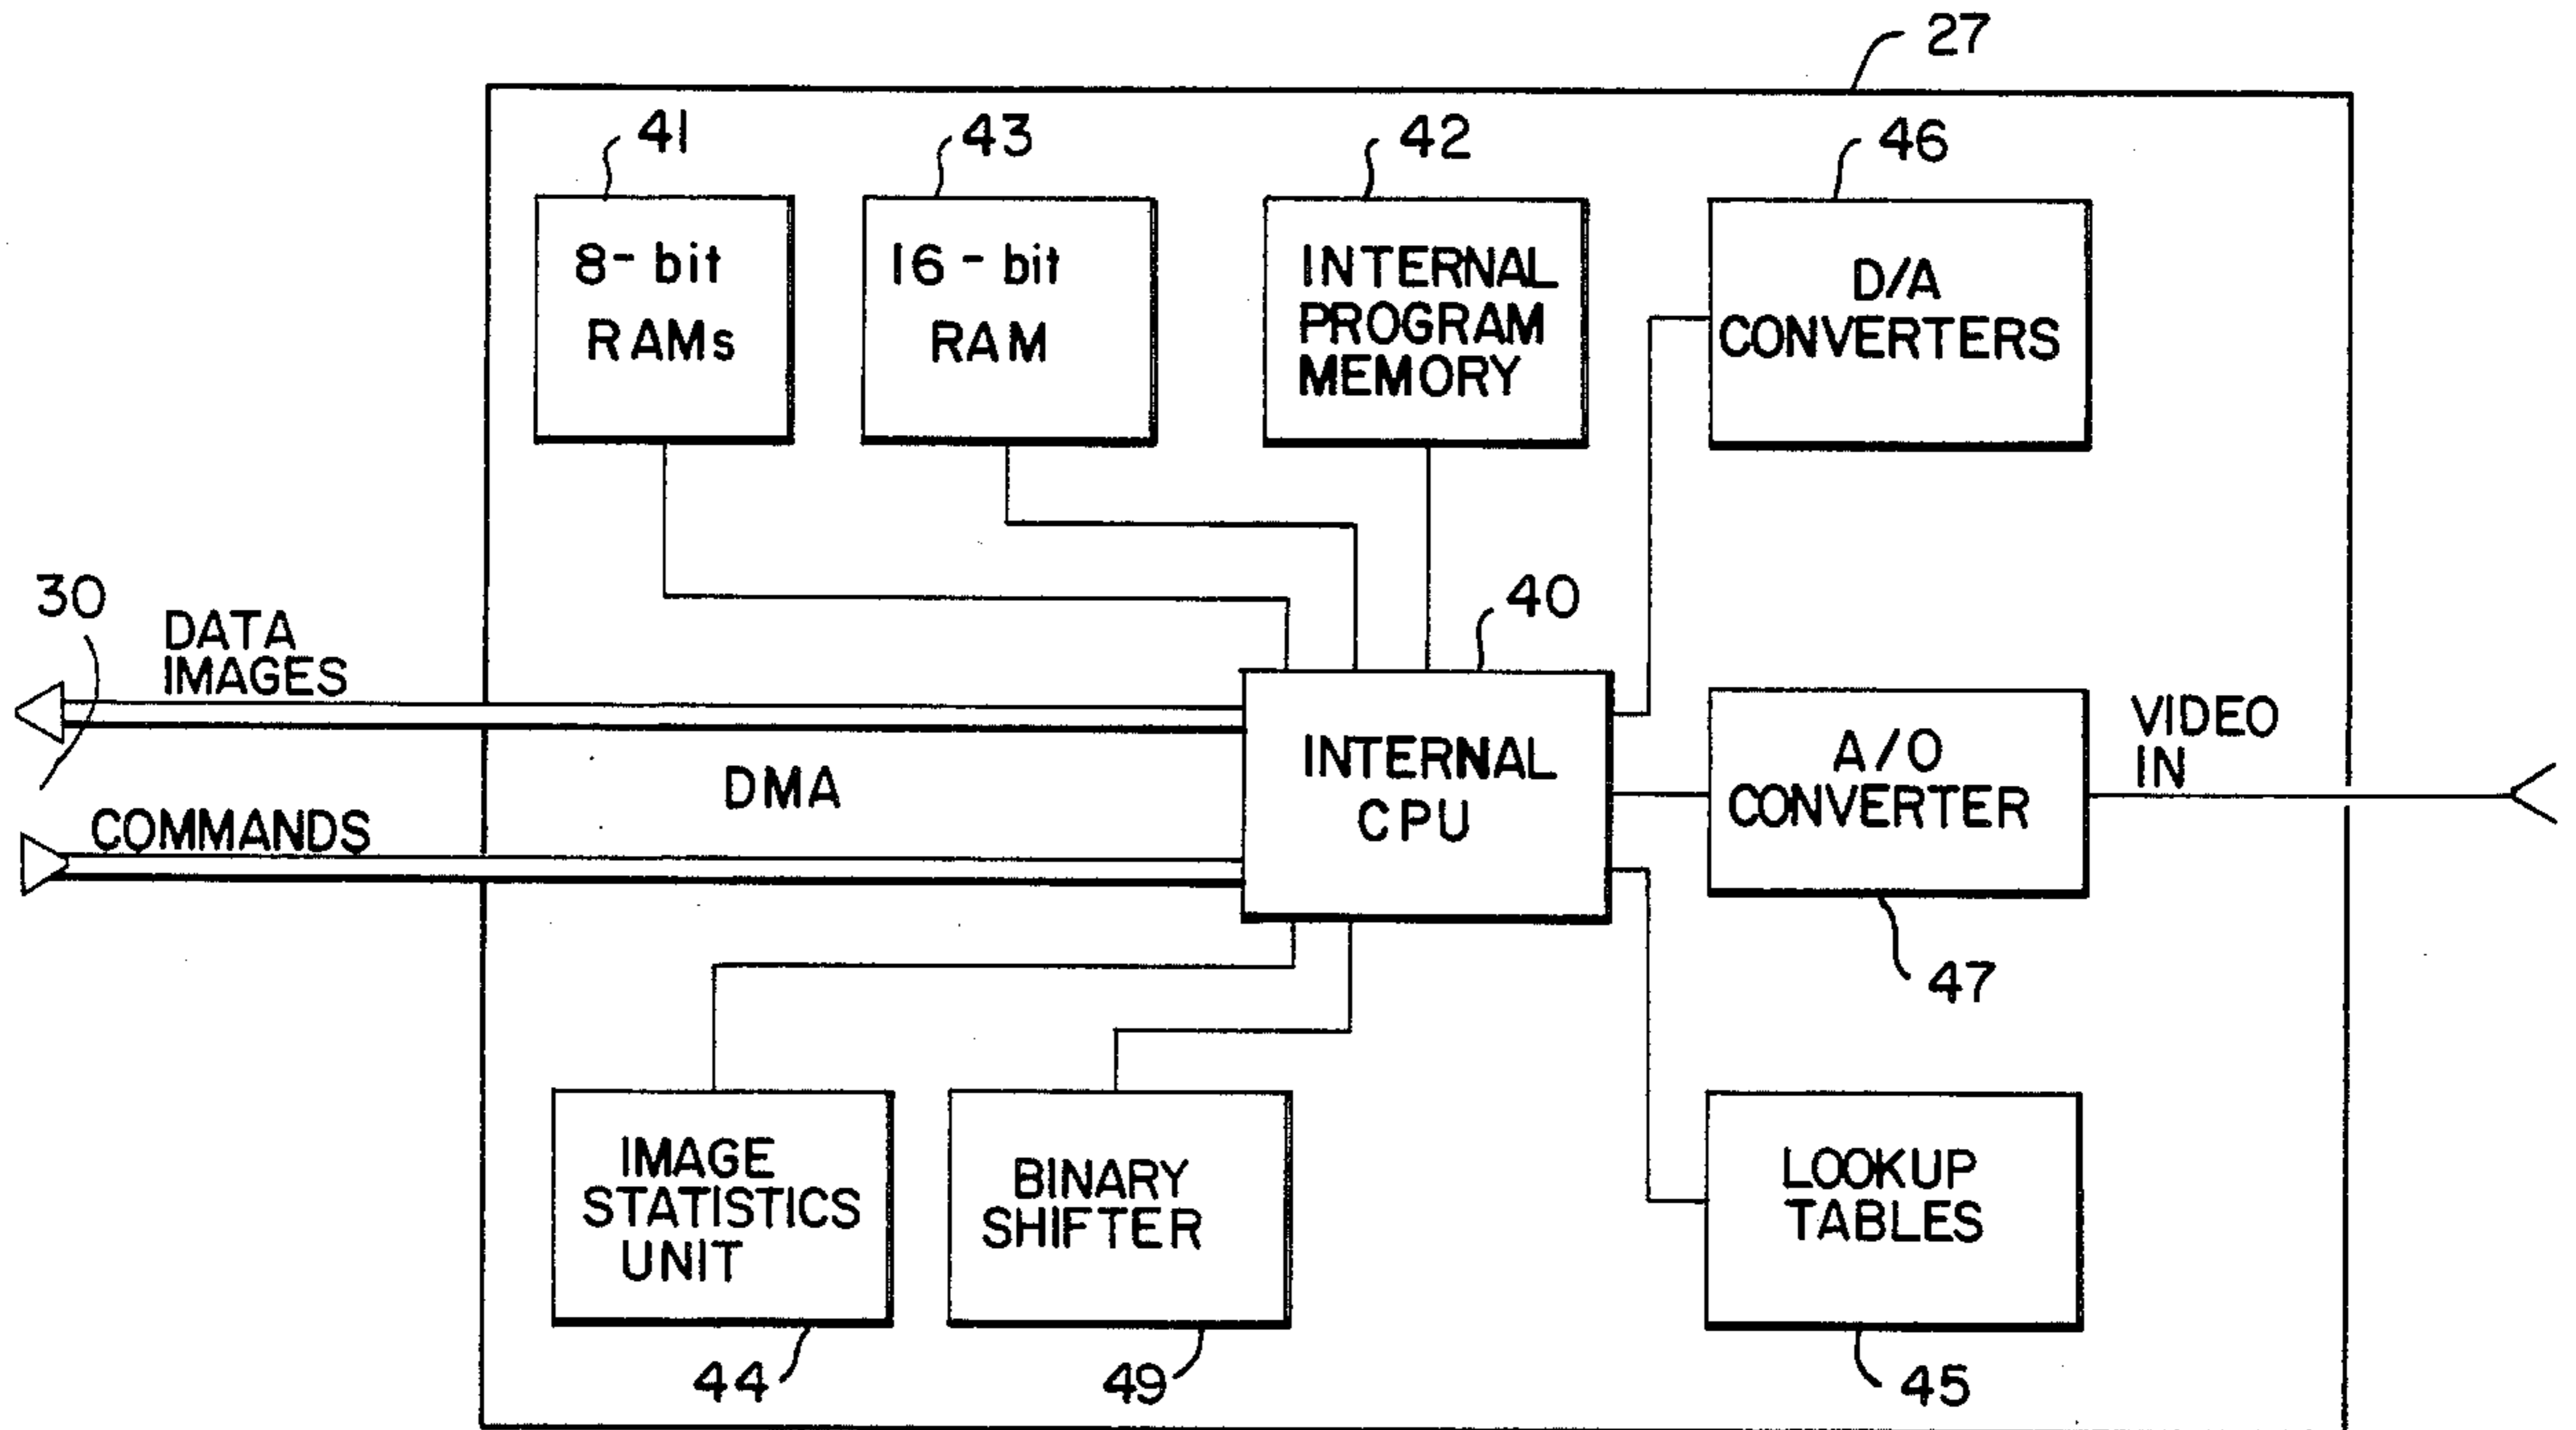 27
41
43
42
46
8-bit
RAMs
16-bit
RAM
INTERNAL
PROGRAM
MEMORY
D/A
CONVERTERS
30
DATA
IMAGES
40
INTERNAL
CPU
DMA
COMMANDS
A/O
CONVERTER
VIDEO
IN
47
IMAGE
STATISTICS
UNIT
BINARY
SHIFTER
LOOKUP
TABLES
44
49
45